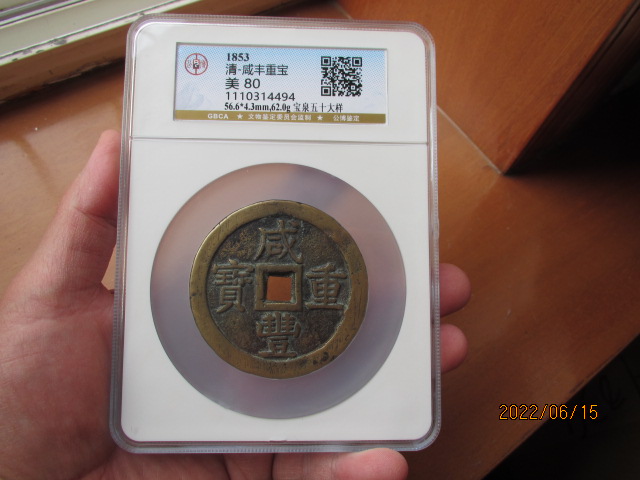 1853
清-咸丰重宝
美 80
1110314494
56.6*4.3mm,62.0g 宝泉五十大样
GBCA ★ 文物鉴定委员会监制 ★ 公博鉴定
咸
豐
重
寶
2022/06/15